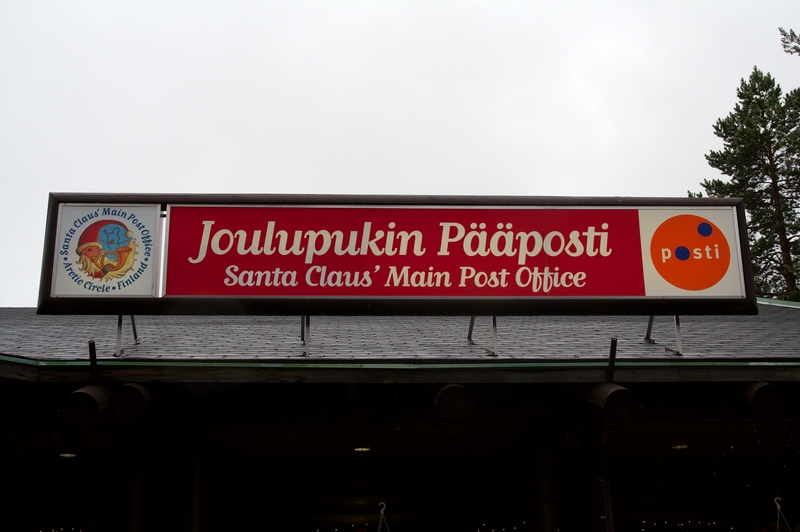 Santa Claus' Main Post Office
• Arctic Circle • Finland •
Joulupukin Pääposti
Santa Claus' Main Post Office
posti